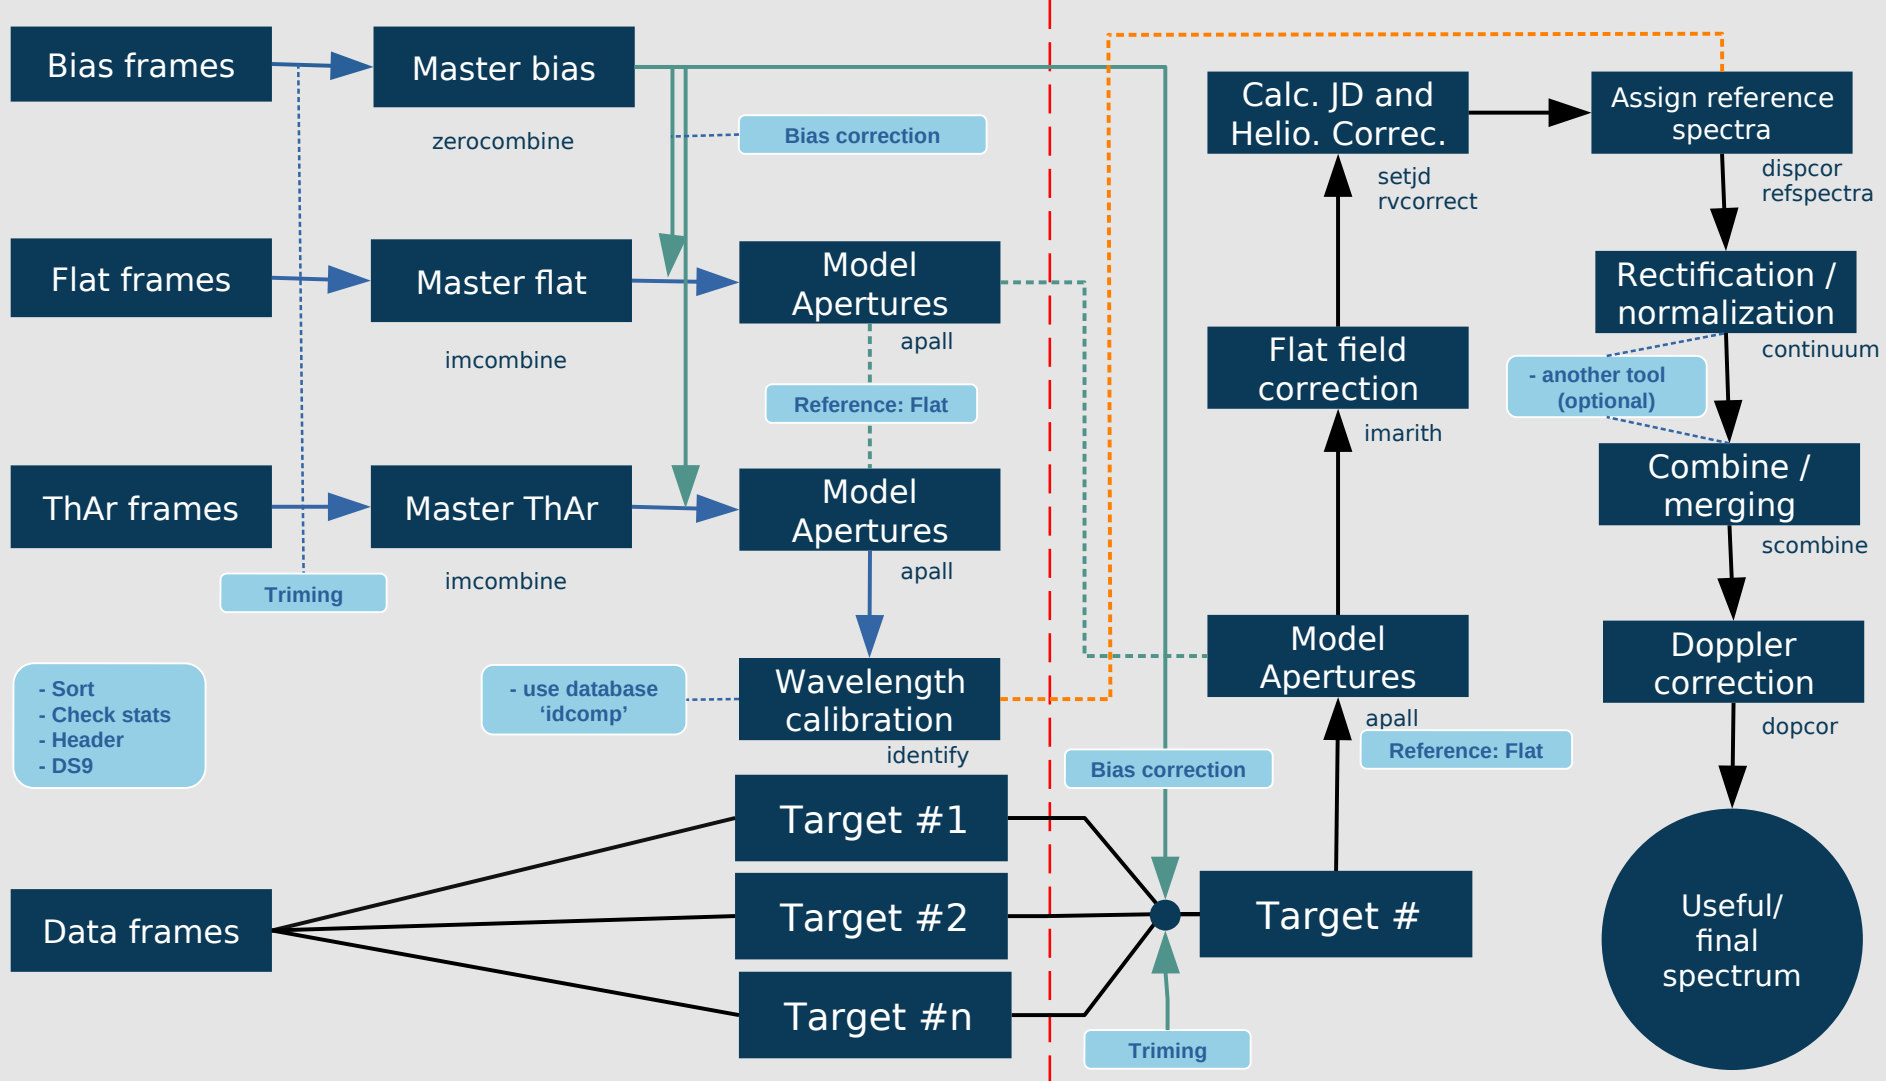 Bias frames
Master bias
zerocombine
Bias correction
Flat frames
Master flat
imcombine
Model
Apertures
apall
Reference: Flat
ThAr frames
Master ThAr
imcombine
Model
Apertures
apall
Triming
- Sort
- Check stats
- Header
- DS9
- use database
‘idcomp’
Wavelength
calibration
identify
Data frames
Target #1
Target #2
Target #n
Bias correction
Triming
Target #
Model
Apertures
apall
Reference: Flat
Flat field
correction
imarith
Calc. JD and
Helio. Correc.
setjd
rvcorrect
Assign reference
spectra
dispcor
refspectra
Rectification /
normalization
continuum
- another tool
(optional)
Combine /
merging
scombine
Doppler
correction
dopcor
Useful/
final
spectrum